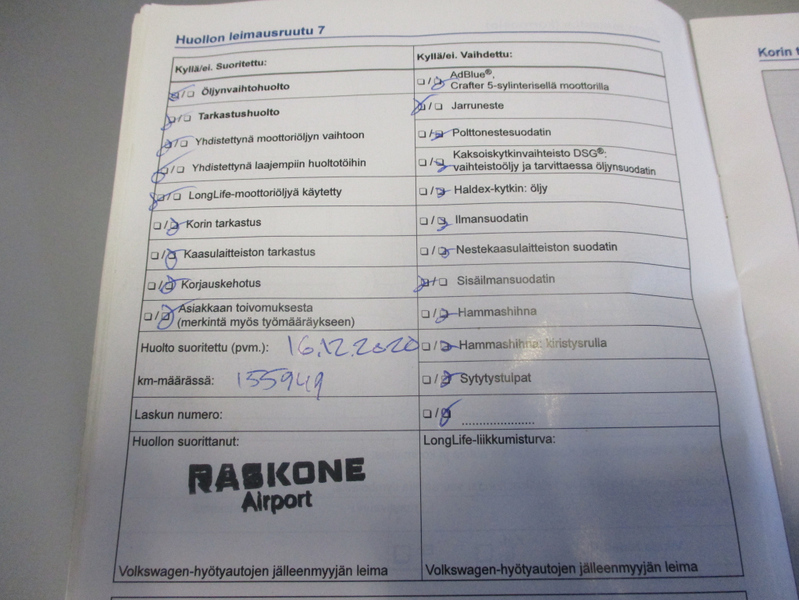 Huollon leimausruutu 7
Kyllä/ei. Suoritettu:
Öljynvaihtohuolto
Tarkastushuolto
Yhdistettynä moottoriöljyn vaihtoon
Yhdistettynä laajempiin huoltotöihin
LongLife-moottoriöljyä käytetty
Korin tarkastus
Kaasulaitteiston tarkastus
Korjauskehotus
Asiakkaan toivomuksesta
(merkintä myös työmääräykseen)
Huolto suoritettu (pvm.): 16.12.2020
km-määrässä: 155949
Laskun numero:
Huollon suorittanut:
RASKONE
Airport
Volkswagen-hyötyautojen jälleenmyyjän leima
Kyllä/ei. Vaihdettu:
AdBlue®,
Crafter 5-sylinterisellä moottorilla
Jarruneste
Polttonestesuodatin
Kaksoiskytkinvaihteisto DSG®:
vaihteistoöljy ja tarvittaessa öljynsuodatin
Haldex-kytkin: öljy
Ilmansuodatin
Nestekaasulaitteiston suodatin
Sisäilmansuodatin
Hammashihna
Hammashihna: kiristysrulla
Sytytystulpat
......................
LongLife-liikkumisturva:
Volkswagen-hyötyautojen jälleenmyyjän leima
Korin